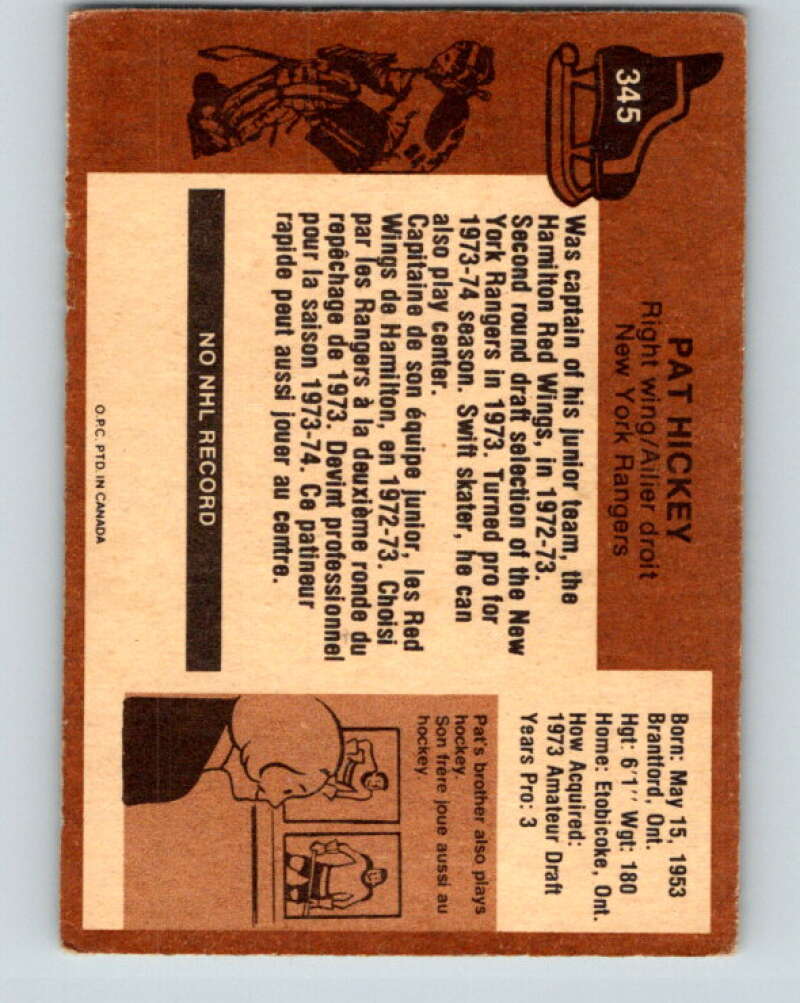 345
PAT HICKEY
Right wing/Ailier droit
New York Rangers
Born: May 15, 1953
Brantford, Ont.
Hgt: 6'1" Wgt: 180
Home: Etobicoke, Ont.
How Acquired:
1973 Amateur Draft
Years Pro: 3
Was captain of his junior team, the
Hamilton Red Wings, in 1972-73.
Second round draft selection of the New
York Rangers in 1973. Turned pro for
1973-74 season. Swift skater, he can
also play center.
Capitaine de son équipe junior, les Red
Wings de Hamilton, en 1972-73. Choisi
par les Rangers à la deuxième ronde du
repêchage de 1973. Devint professionnel
pour la saison 1973-74. Ce patineur
rapide peut aussi jouer au centre.
NO NHL RECORD
Pat's brother also plays
hockey.
Son frère joue aussi au
hockey
O.P.C. PTD. IN CANADA